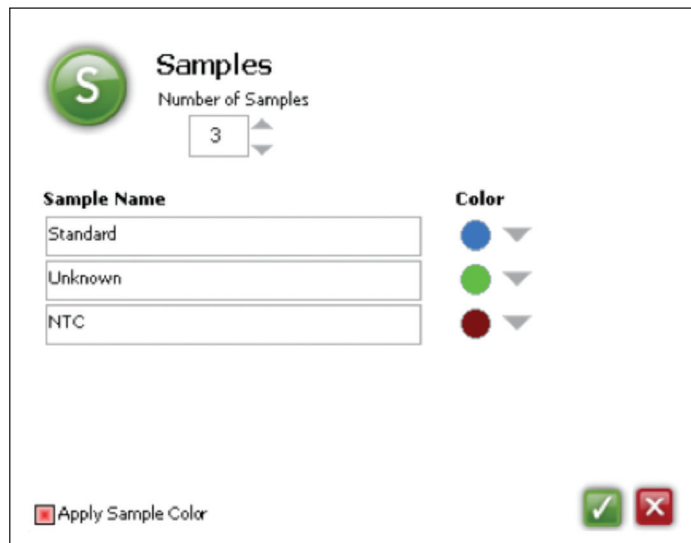 S
Samples
Number of Samples
3
Sample Name Color
Standard
Unknown
NTC
Apply Sample Color